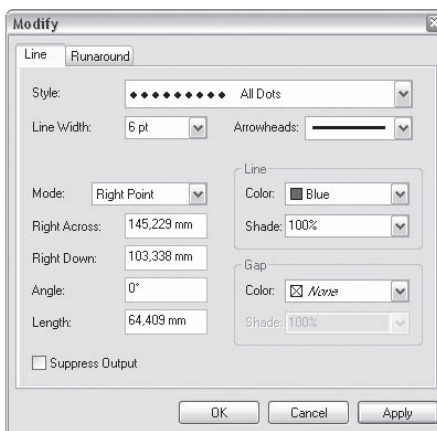 Modify
Line Runaround
Style: All Dots
Line Width: 6 pt Arrowheads:
Mode: Right Point
Right Across: 145,229 mm
Right Down: 103,338 mm
Angle: 0°
Length: 64,409 mm
Suppress Output
Line
Color: Blue
Shade: 100%
Gap
Color: None
Shade: 100%
OK Cancel Apply